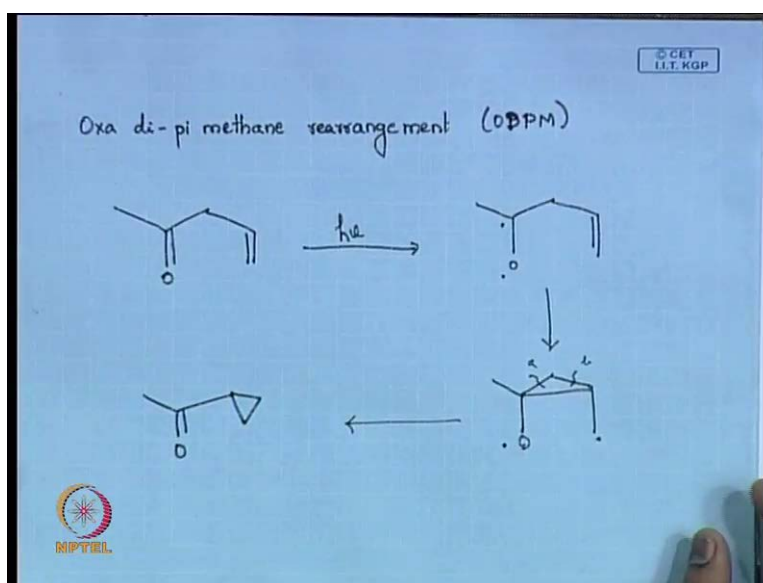 © CET
I.I.T. KGP
Oxa di-pi methane rearrangement (ODPM)
hν
O
O
a
b
O
O
NPTEL